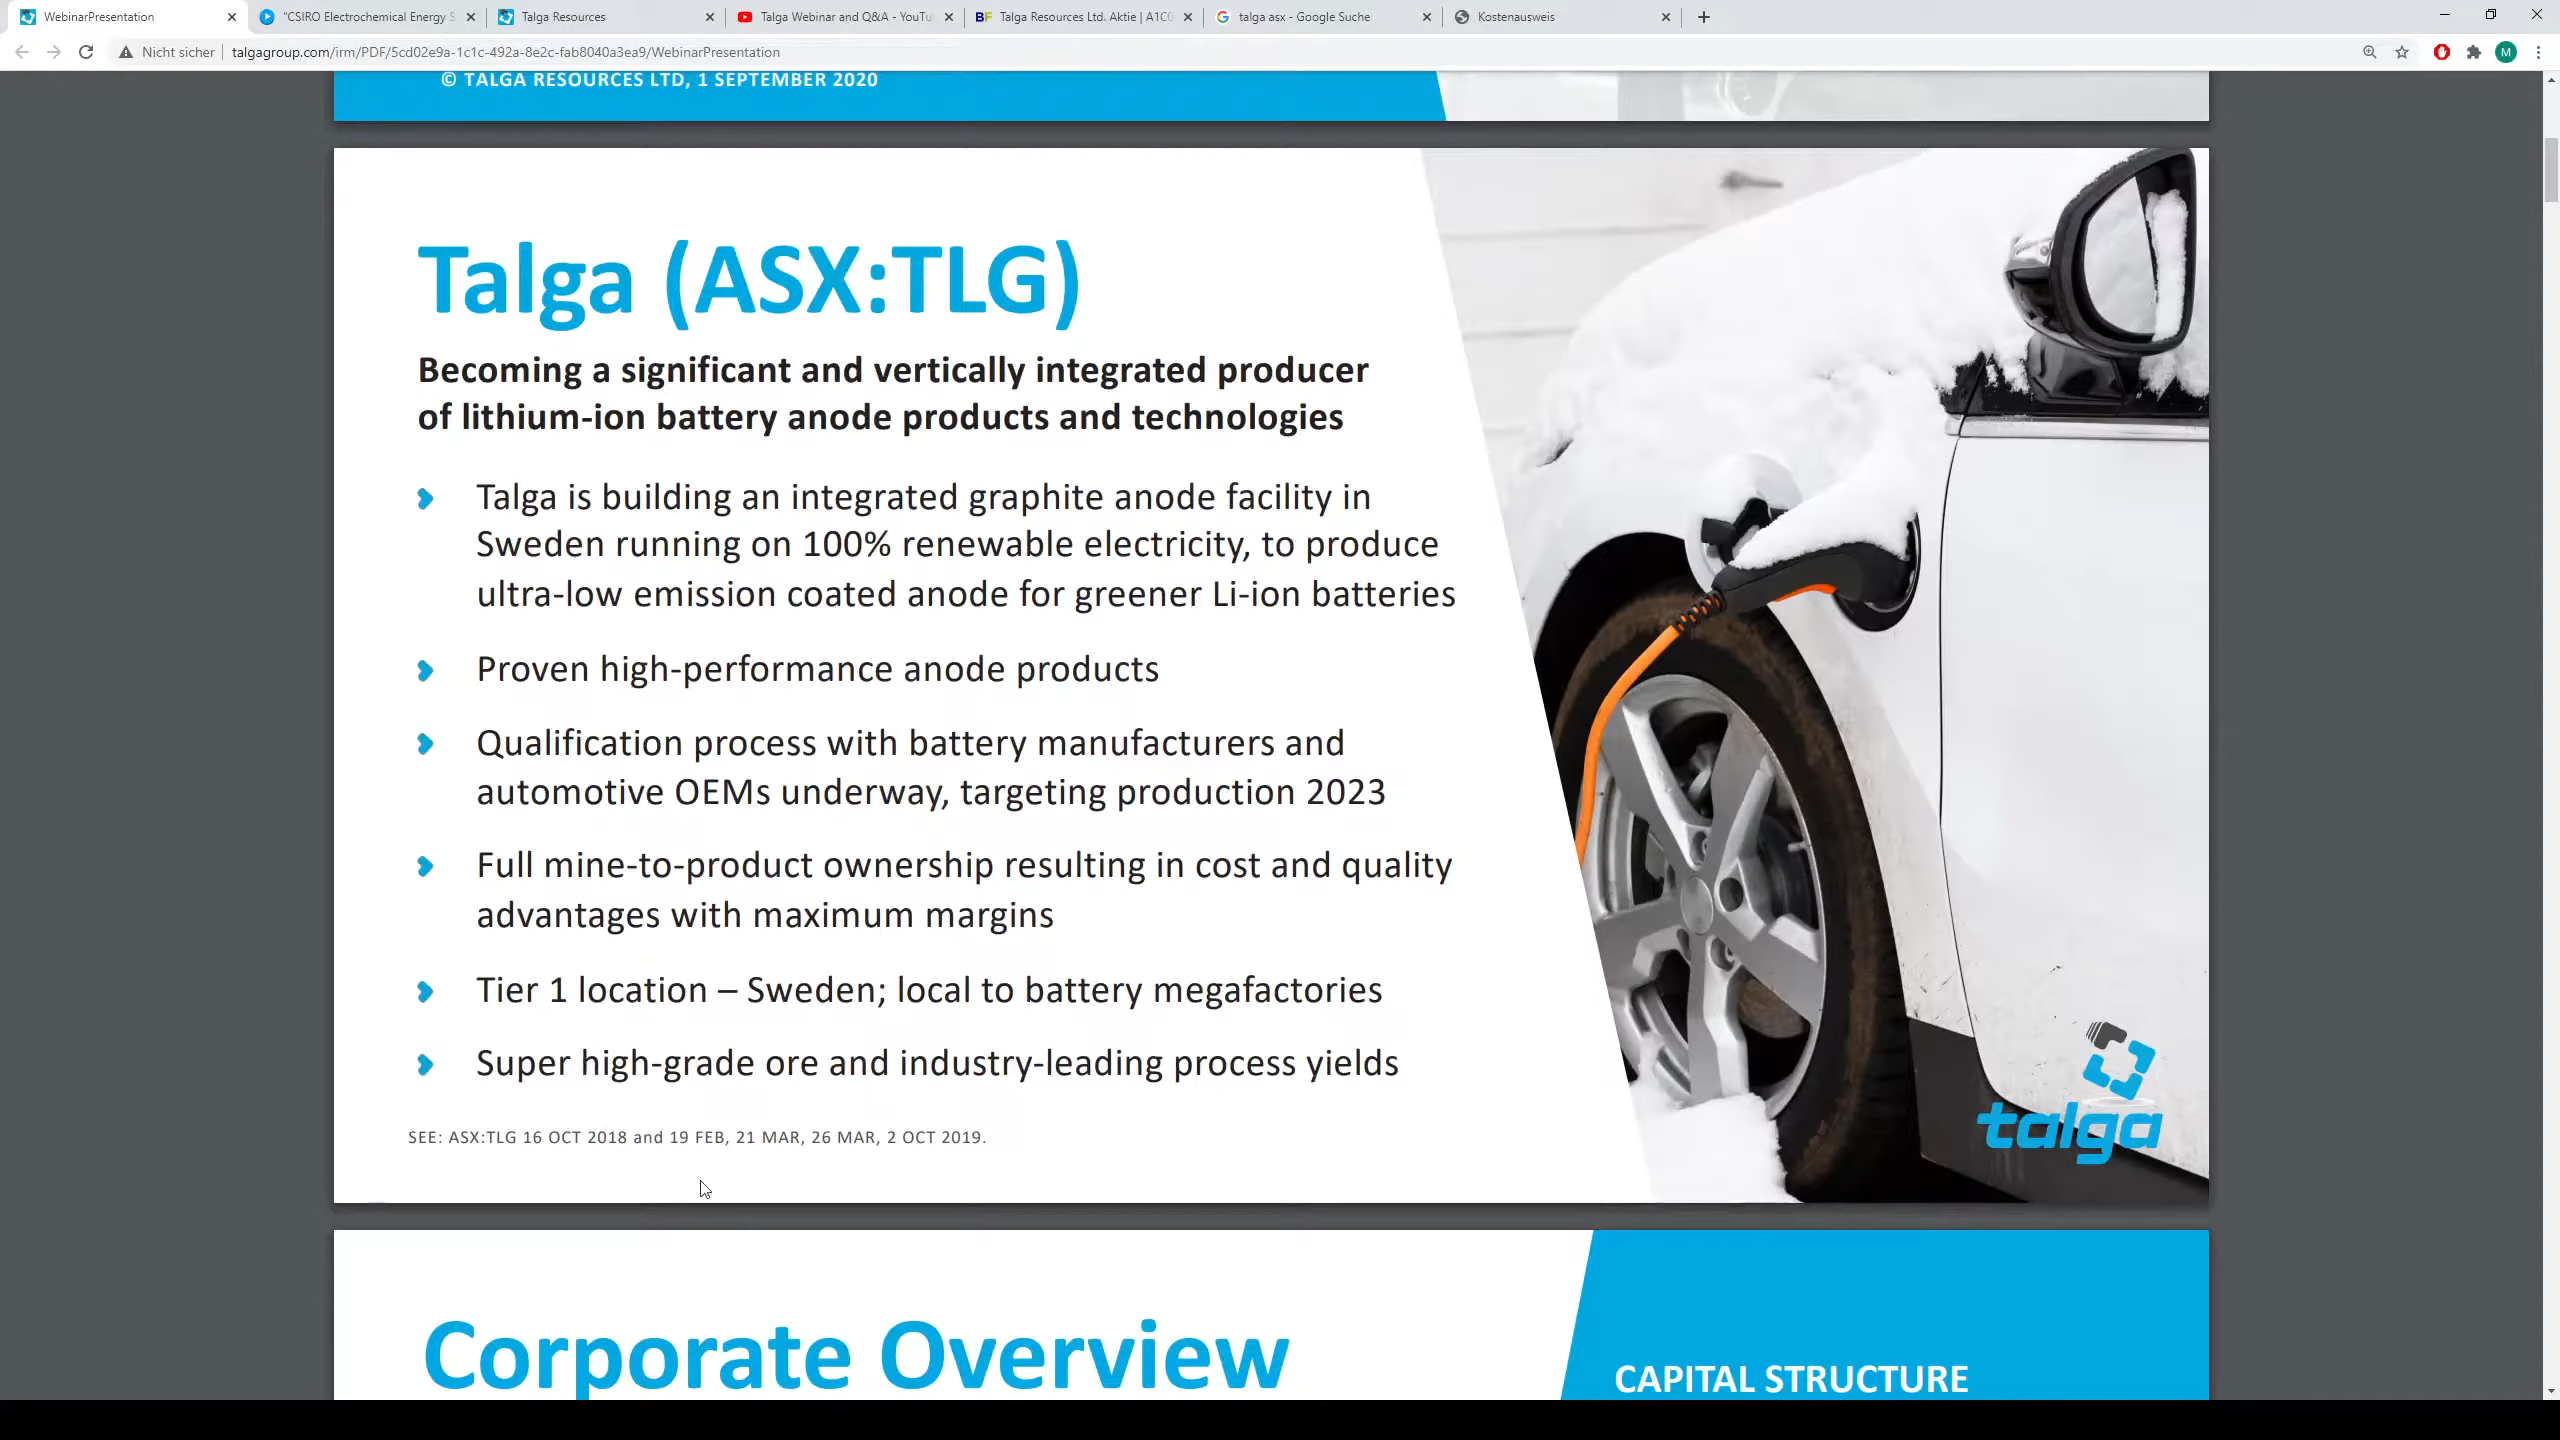 WebinarPresentation
"CSIRO Electrochemical Energy S
Talga Resources
Talga Webinar and Q&A - YouTu
BF Talga Resources Ltd. Aktie | A1C0
talga asx - Google Suche
Kostenausweis
Nicht sicher
talgagroup.com/irm/PDF/5cd02e9a-1c1c-492a-8e2c-fab8040a3ea9/WebinarPresentation
M
© TALGA RESOURCES LTD, 1 SEPTEMBER 2020
Talga (ASX:TLG)
Becoming a significant and vertically integrated producer
of lithium-ion battery anode products and technologies
Talga is building an integrated graphite anode facility in
Sweden running on 100% renewable electricity, to produce
ultra-low emission coated anode for greener Li-ion batteries
Proven high-performance anode products
Qualification process with battery manufacturers and
automotive OEMs underway, targeting production 2023
Full mine-to-product ownership resulting in cost and quality
advantages with maximum margins
Tier 1 location – Sweden; local to battery megafactories
Super high-grade ore and industry-leading process yields
SEE: ASX:TLG 16 OCT 2018 and 19 FEB, 21 MAR, 26 MAR, 2 OCT 2019.
talga
Corporate Overview
CAPITAL STRUCTURE